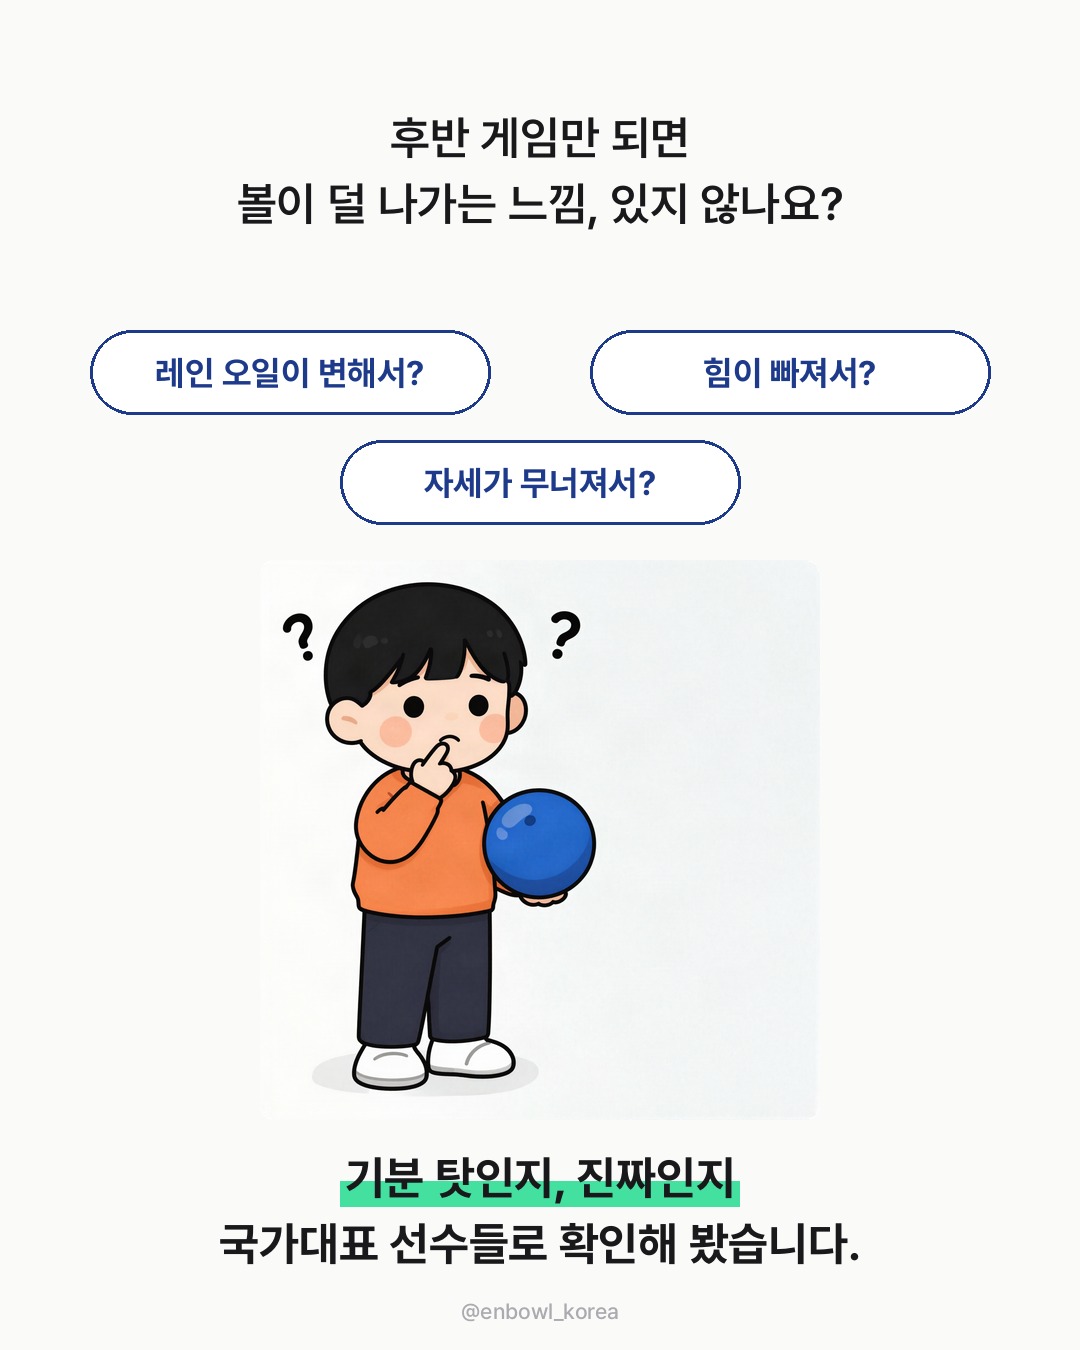 후반 게임만 되면
볼이 덜 나가는 느낌, 있지 않나요?
레인 오일이 변해서?
힘이 빠져서?
자세가 무너져서?
? ?
기분 탓인지, 진짜인지
국가대표 선수들로 확인해 봤습니다.
@enbowl_korea